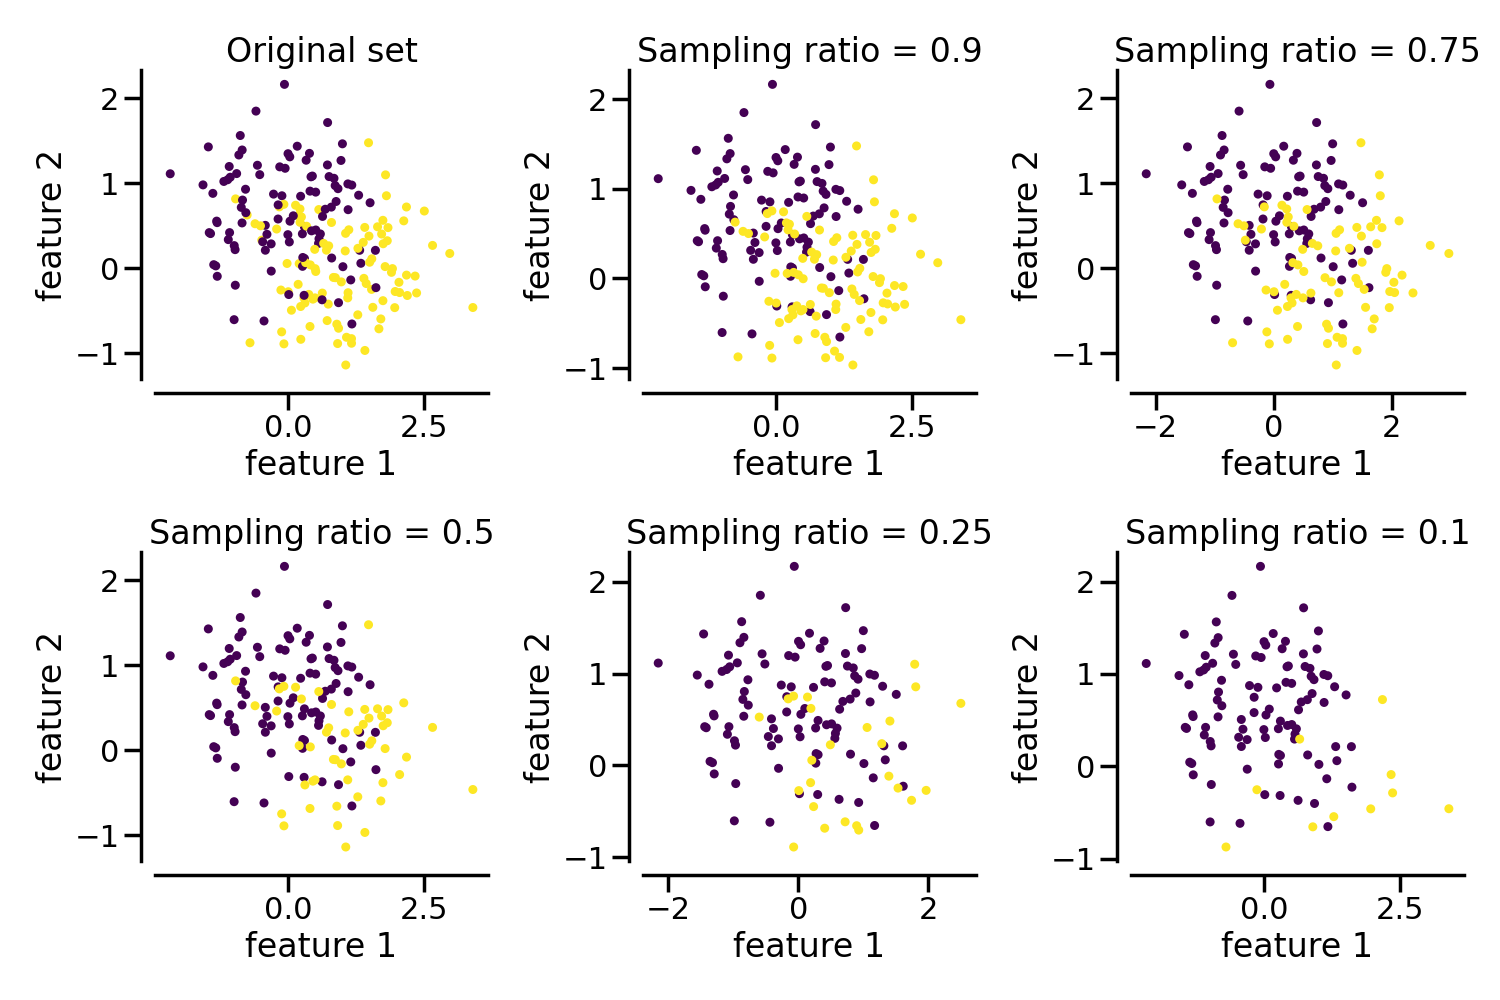 Original set
Sampling ratio = 0.9
Sampling ratio = 0.75
2
1
0
−1
feature 2
0.0
2.5
feature 1
2
1
0
−1
feature 2
0.0
2.5
feature 1
2
1
0
−1
feature 2
−2
0
2
feature 1
Sampling ratio = 0.5
Sampling ratio = 0.25
Sampling ratio = 0.1
2
1
0
−1
feature 2
0.0
2.5
feature 1
2
1
0
−1
feature 2
−2
0
2
feature 1
2
1
0
−1
feature 2
0.0
2.5
feature 1